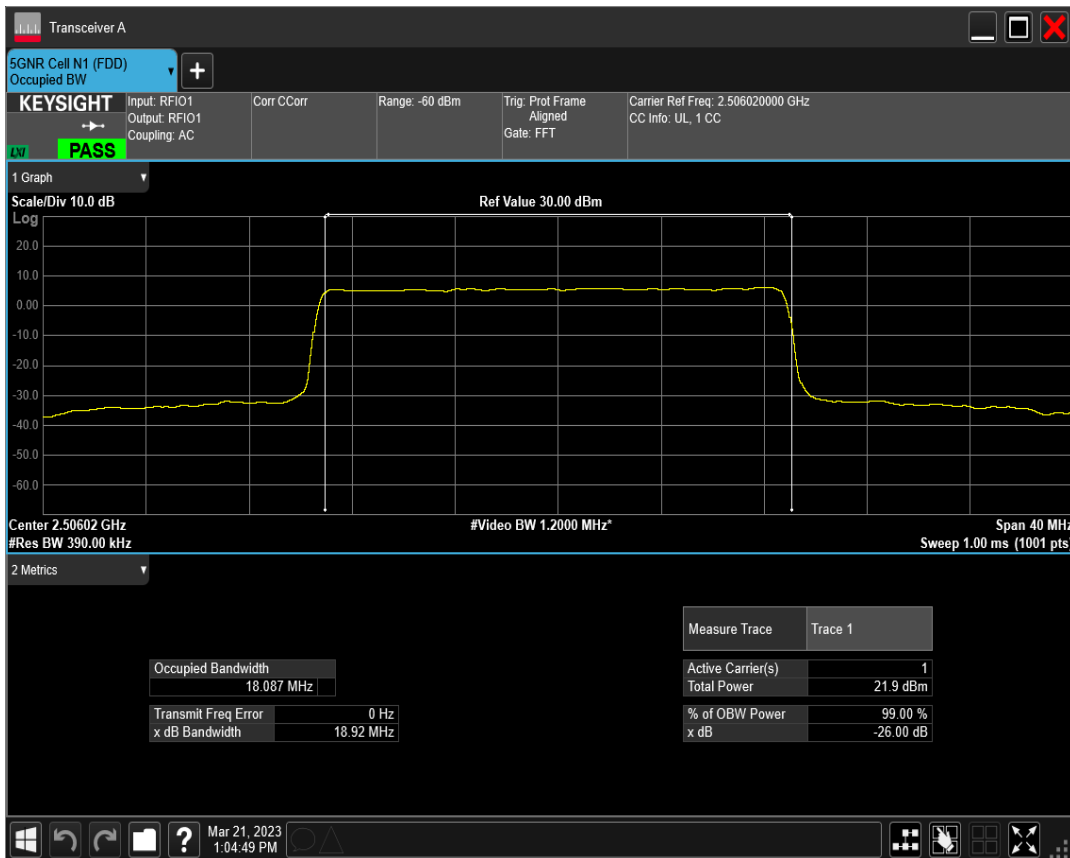 Transceiver A
5GNR Cell N1 (FDD)
Occupied BW
+
KEYSIGHT
LXI
PASS
Input: RFIO1
Output: RFIO1
Coupling: AC
Corr CCorr
Range: -60 dBm
Trig: Prot Frame
Aligned
Gate: FFT
Carrier Ref Freq: 2.506020000 GHz
CC Info: UL, 1 CC
1 Graph
Scale/Div 10.0 dB
Ref Value 30.00 dBm
Log
20.0
10.0
0.00
-10.0
-20.0
-30.0
-40.0
-50.0
-60.0
Center 2.50602 GHz
#Video BW 1.2000 MHz*
Span 40 MHz
#Res BW 390.00 kHz
Sweep 1.00 ms (1001 pts)
2 Metrics
Measure Trace Trace 1
Occupied Bandwidth
18.087 MHz
Active Carrier(s) 1
Total Power 21.9 dBm
Transmit Freq Error 0 Hz
x dB Bandwidth 18.92 MHz
% of OBW Power 99.00 %
x dB -26.00 dB
?
Mar 21, 2023
1:04:49 PM